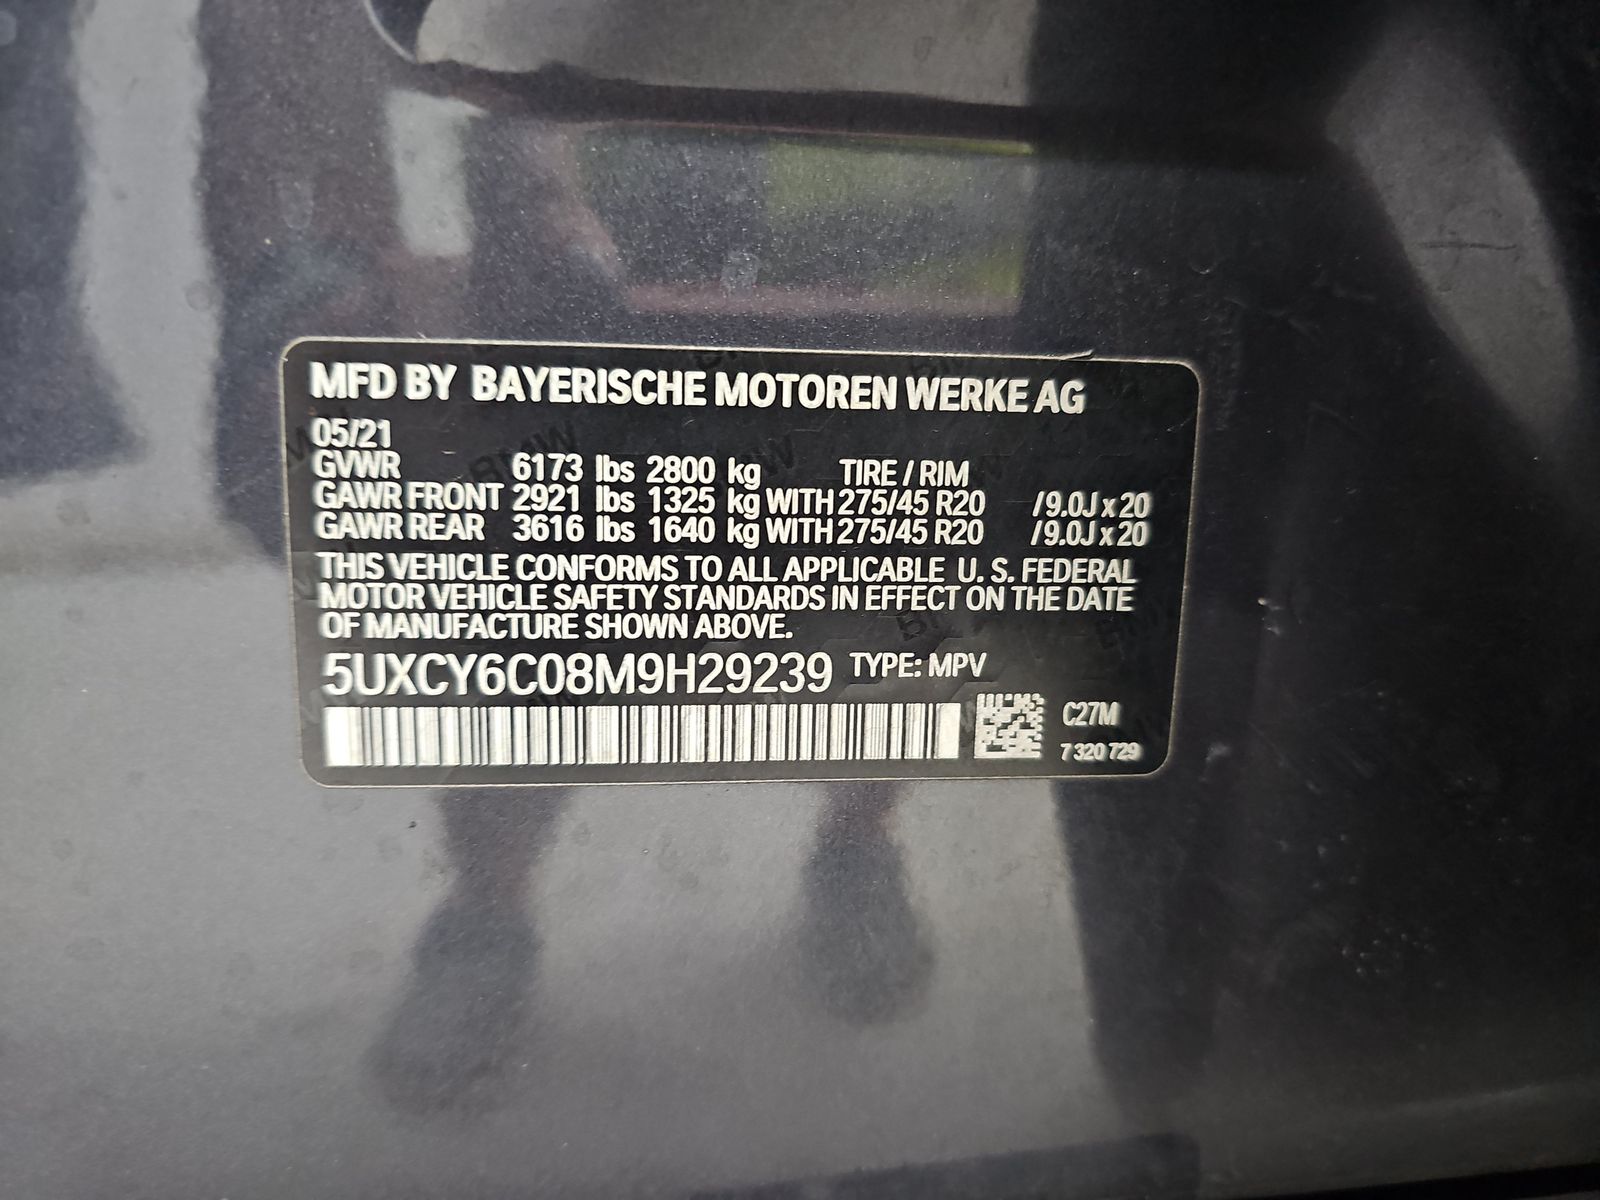 MFD BY BAYERISCHE MOTOREN WERKE AG
05/21
GVWR 6173 lbs 2800 kg TIRE / RIM
GAWR FRONT 2921 lbs 1325 kg WITH 275/45 R20 /9.0J x 20
GAWR REAR 3616 lbs 1640 kg WITH 275/45 R20 /9.0J x 20
THIS VEHICLE CONFORMS TO ALL APPLICABLE U. S. FEDERAL
MOTOR VEHICLE SAFETY STANDARDS IN EFFECT ON THE DATE
OF MANUFACTURE SHOWN ABOVE.
5UXCY6C08M9H29239 TYPE: MPV
C27M
7 320 729